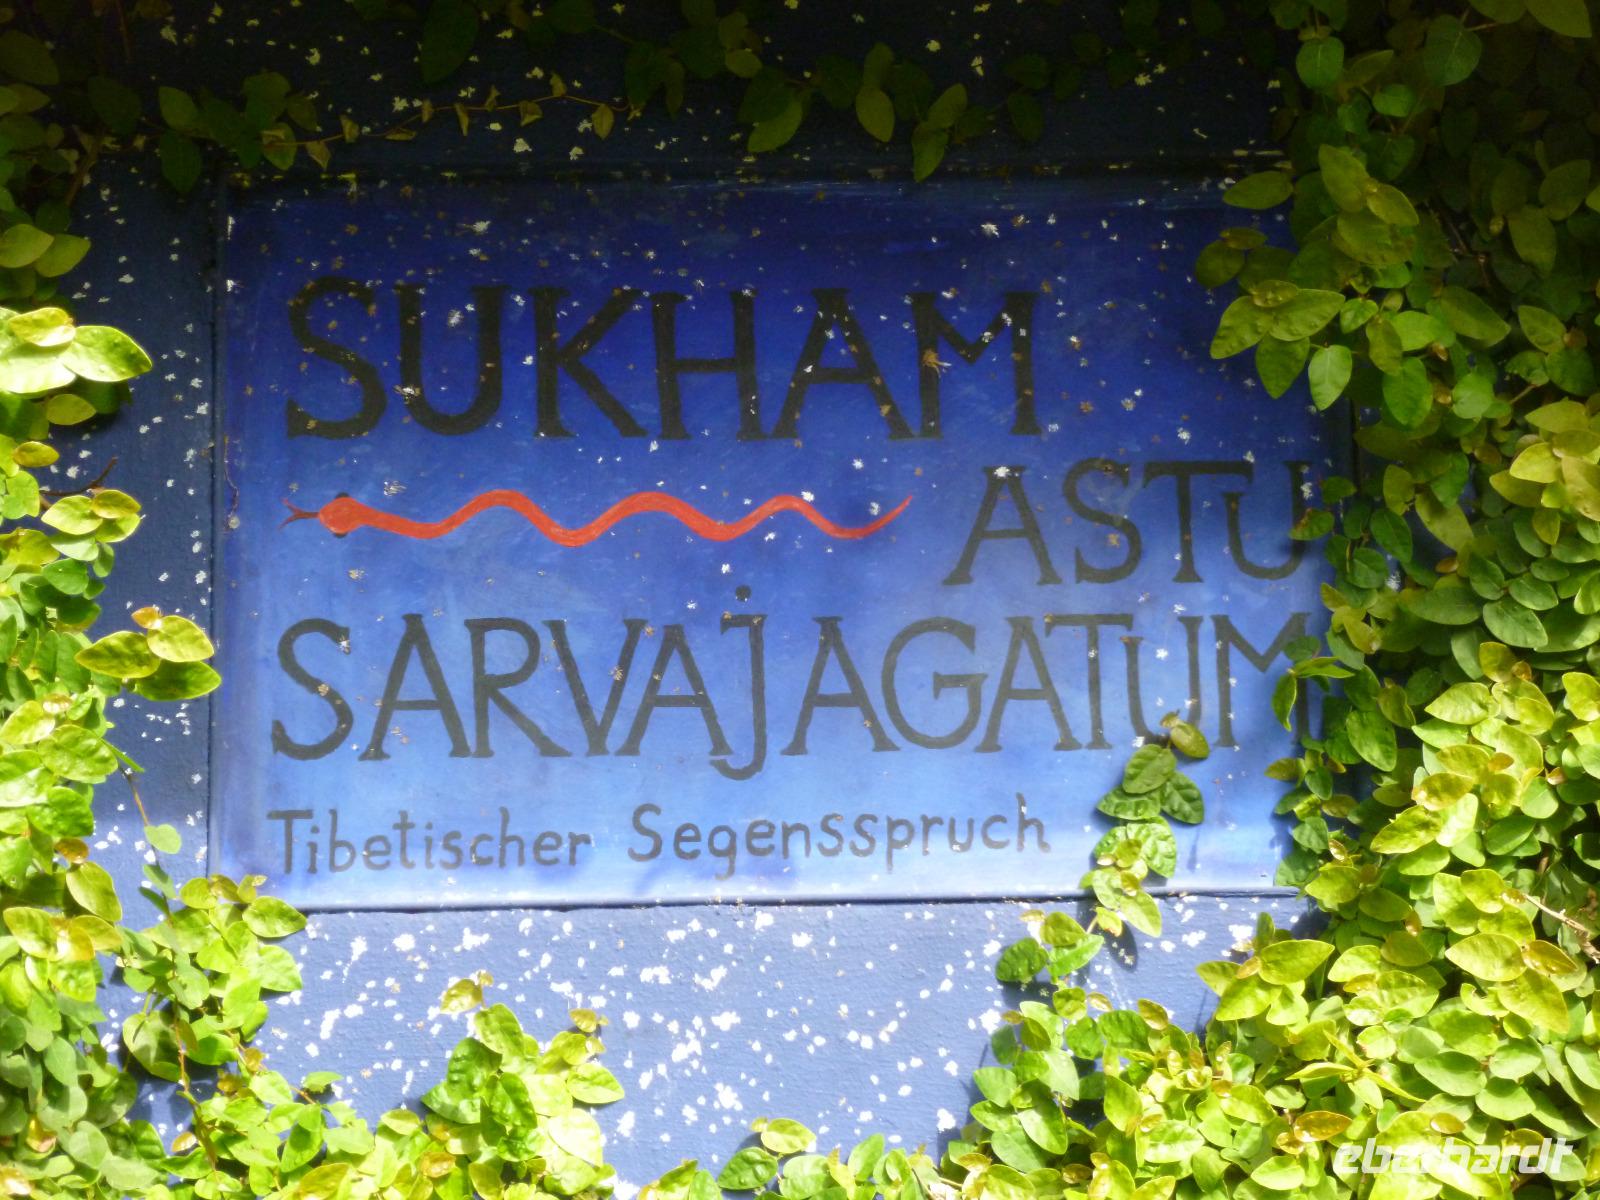 SUKHAM
ASTU
SARVAJAGATUM
Tibetischer Segensspruch
eberhardt